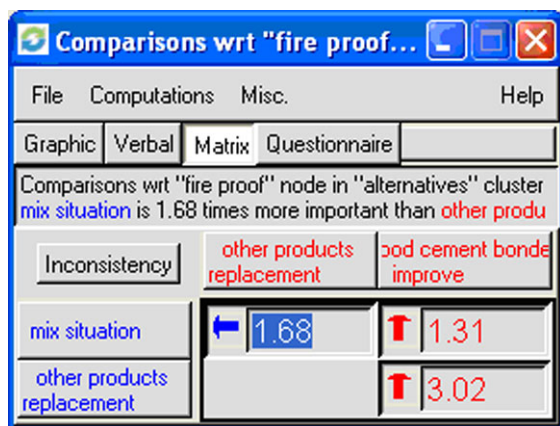 Comparisons wrt "fire proof...
File Computations Misc. Help
Graphic Verbal Matrix Questionnaire
Comparisons wrt "fire proof" node in "alternatives" cluster
mix situation is 1.68 times more important than other produ
Inconsistency
other products
replacement
ood cement bonde
improve
mix situation
1.68
1.31
other products
replacement
3.02